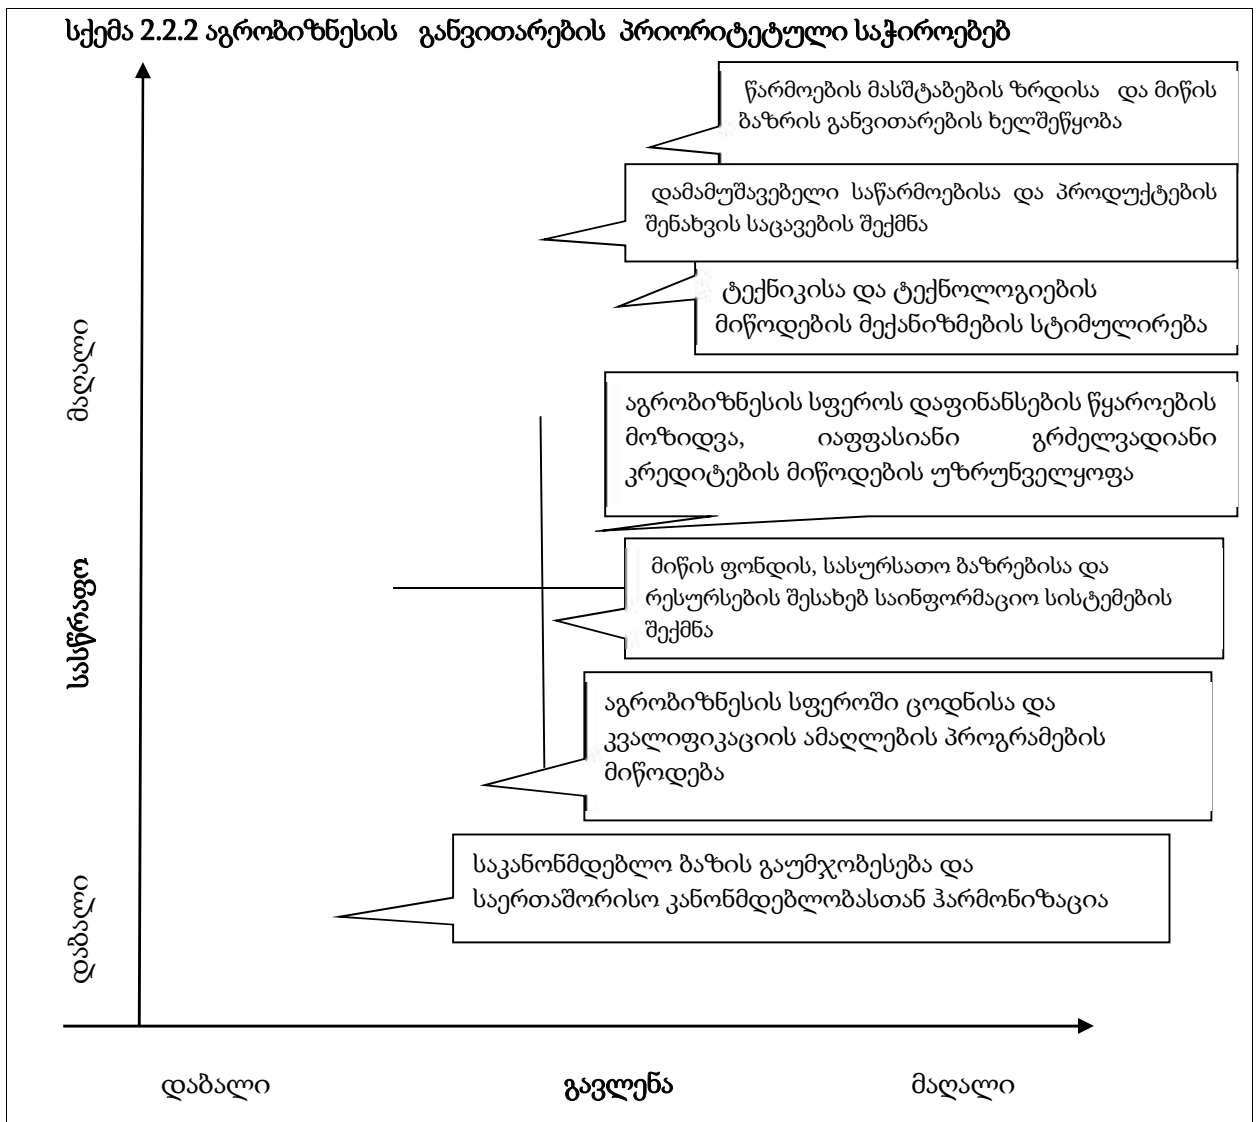 სქემა 2.2.2 აგრობიზნესის განვითარების პრიორიტეტული საჭიროებებ
წარმოების მასშტაბების ზრდისა და მიწის
ბაზრის განვითარების ხელშეწყობა
დამამუშავებელი საწარმოებისა და პროდუქტების
შენახვის საცავების შექმნა
ტექნიკისა და ტექნოლოგიების
მიწოდების მექანიზმების სტიმულირება
მაღალი
აგრობიზნესის სფეროს დაფინანსების წყაროების
მოზიდვა, იაფფასიანი გრძელვადიანი
კრედიტების მიწოდების უზრუნველყოფა
სასწრაფო
მიწის ფონდის, სასურსათო ბაზრებისა და
რესურსების შესახებ საინფორმაციო სისტემების
შექმნა
აგრობიზნესის სფეროში ცოდნისა და
კვალიფიკაციის ამაღლების პროგრამების
მიწოდება
დაბალი
საკანონმდებლო ბაზის გაუმჯობესება და
საერთაშორისო კანონმდებლობასთან ჰარმონიზაცია
დაბალი გავლენა მაღალი